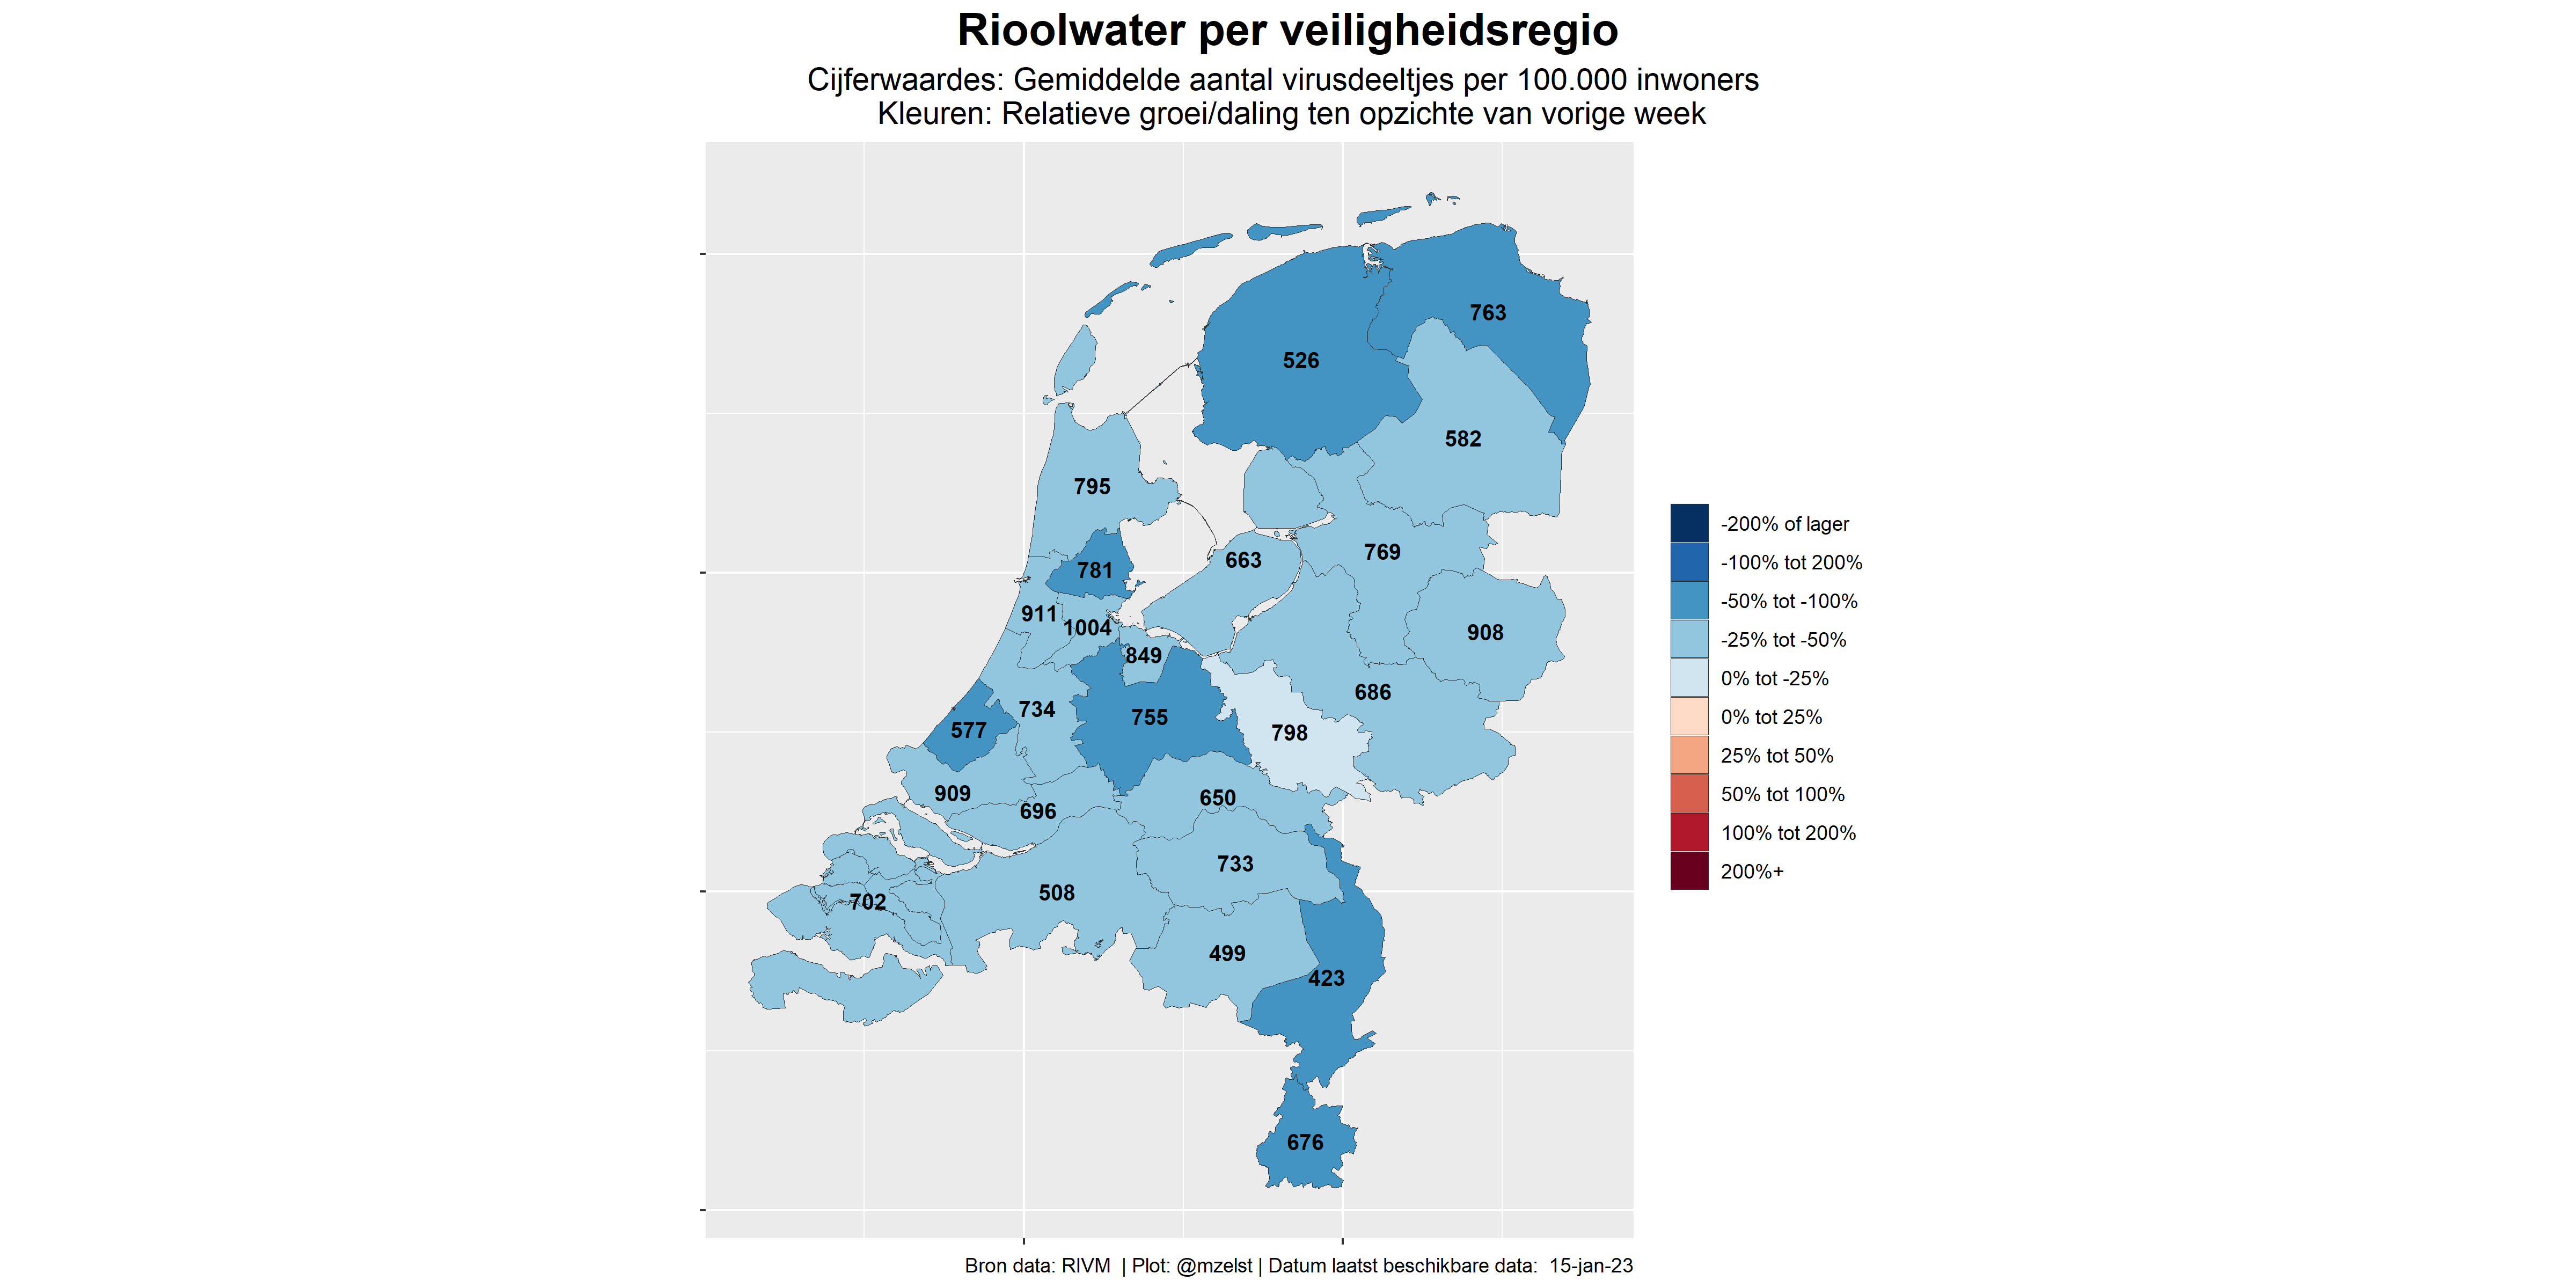 Rioolwater per veiligheidsregio
Cijferwaardes: Gemiddelde aantal virusdeeltjes per 100.000 inwoners
Kleuren: Relatieve groei/daling ten opzichte van vorige week
763
526
582
795
769
663
781
911
1004
908
849
686
734
755
577
798
909
650
696
733
508
702
499
423
676
-200% of lager
-100% tot 200%
-50% tot -100%
-25% tot -50%
0% tot -25%
0% tot 25%
25% tot 50%
50% tot 100%
100% tot 200%
200%+
Bron data: RIVM | Plot: @mzelst | Datum laatst beschikbare data: 15-jan-23